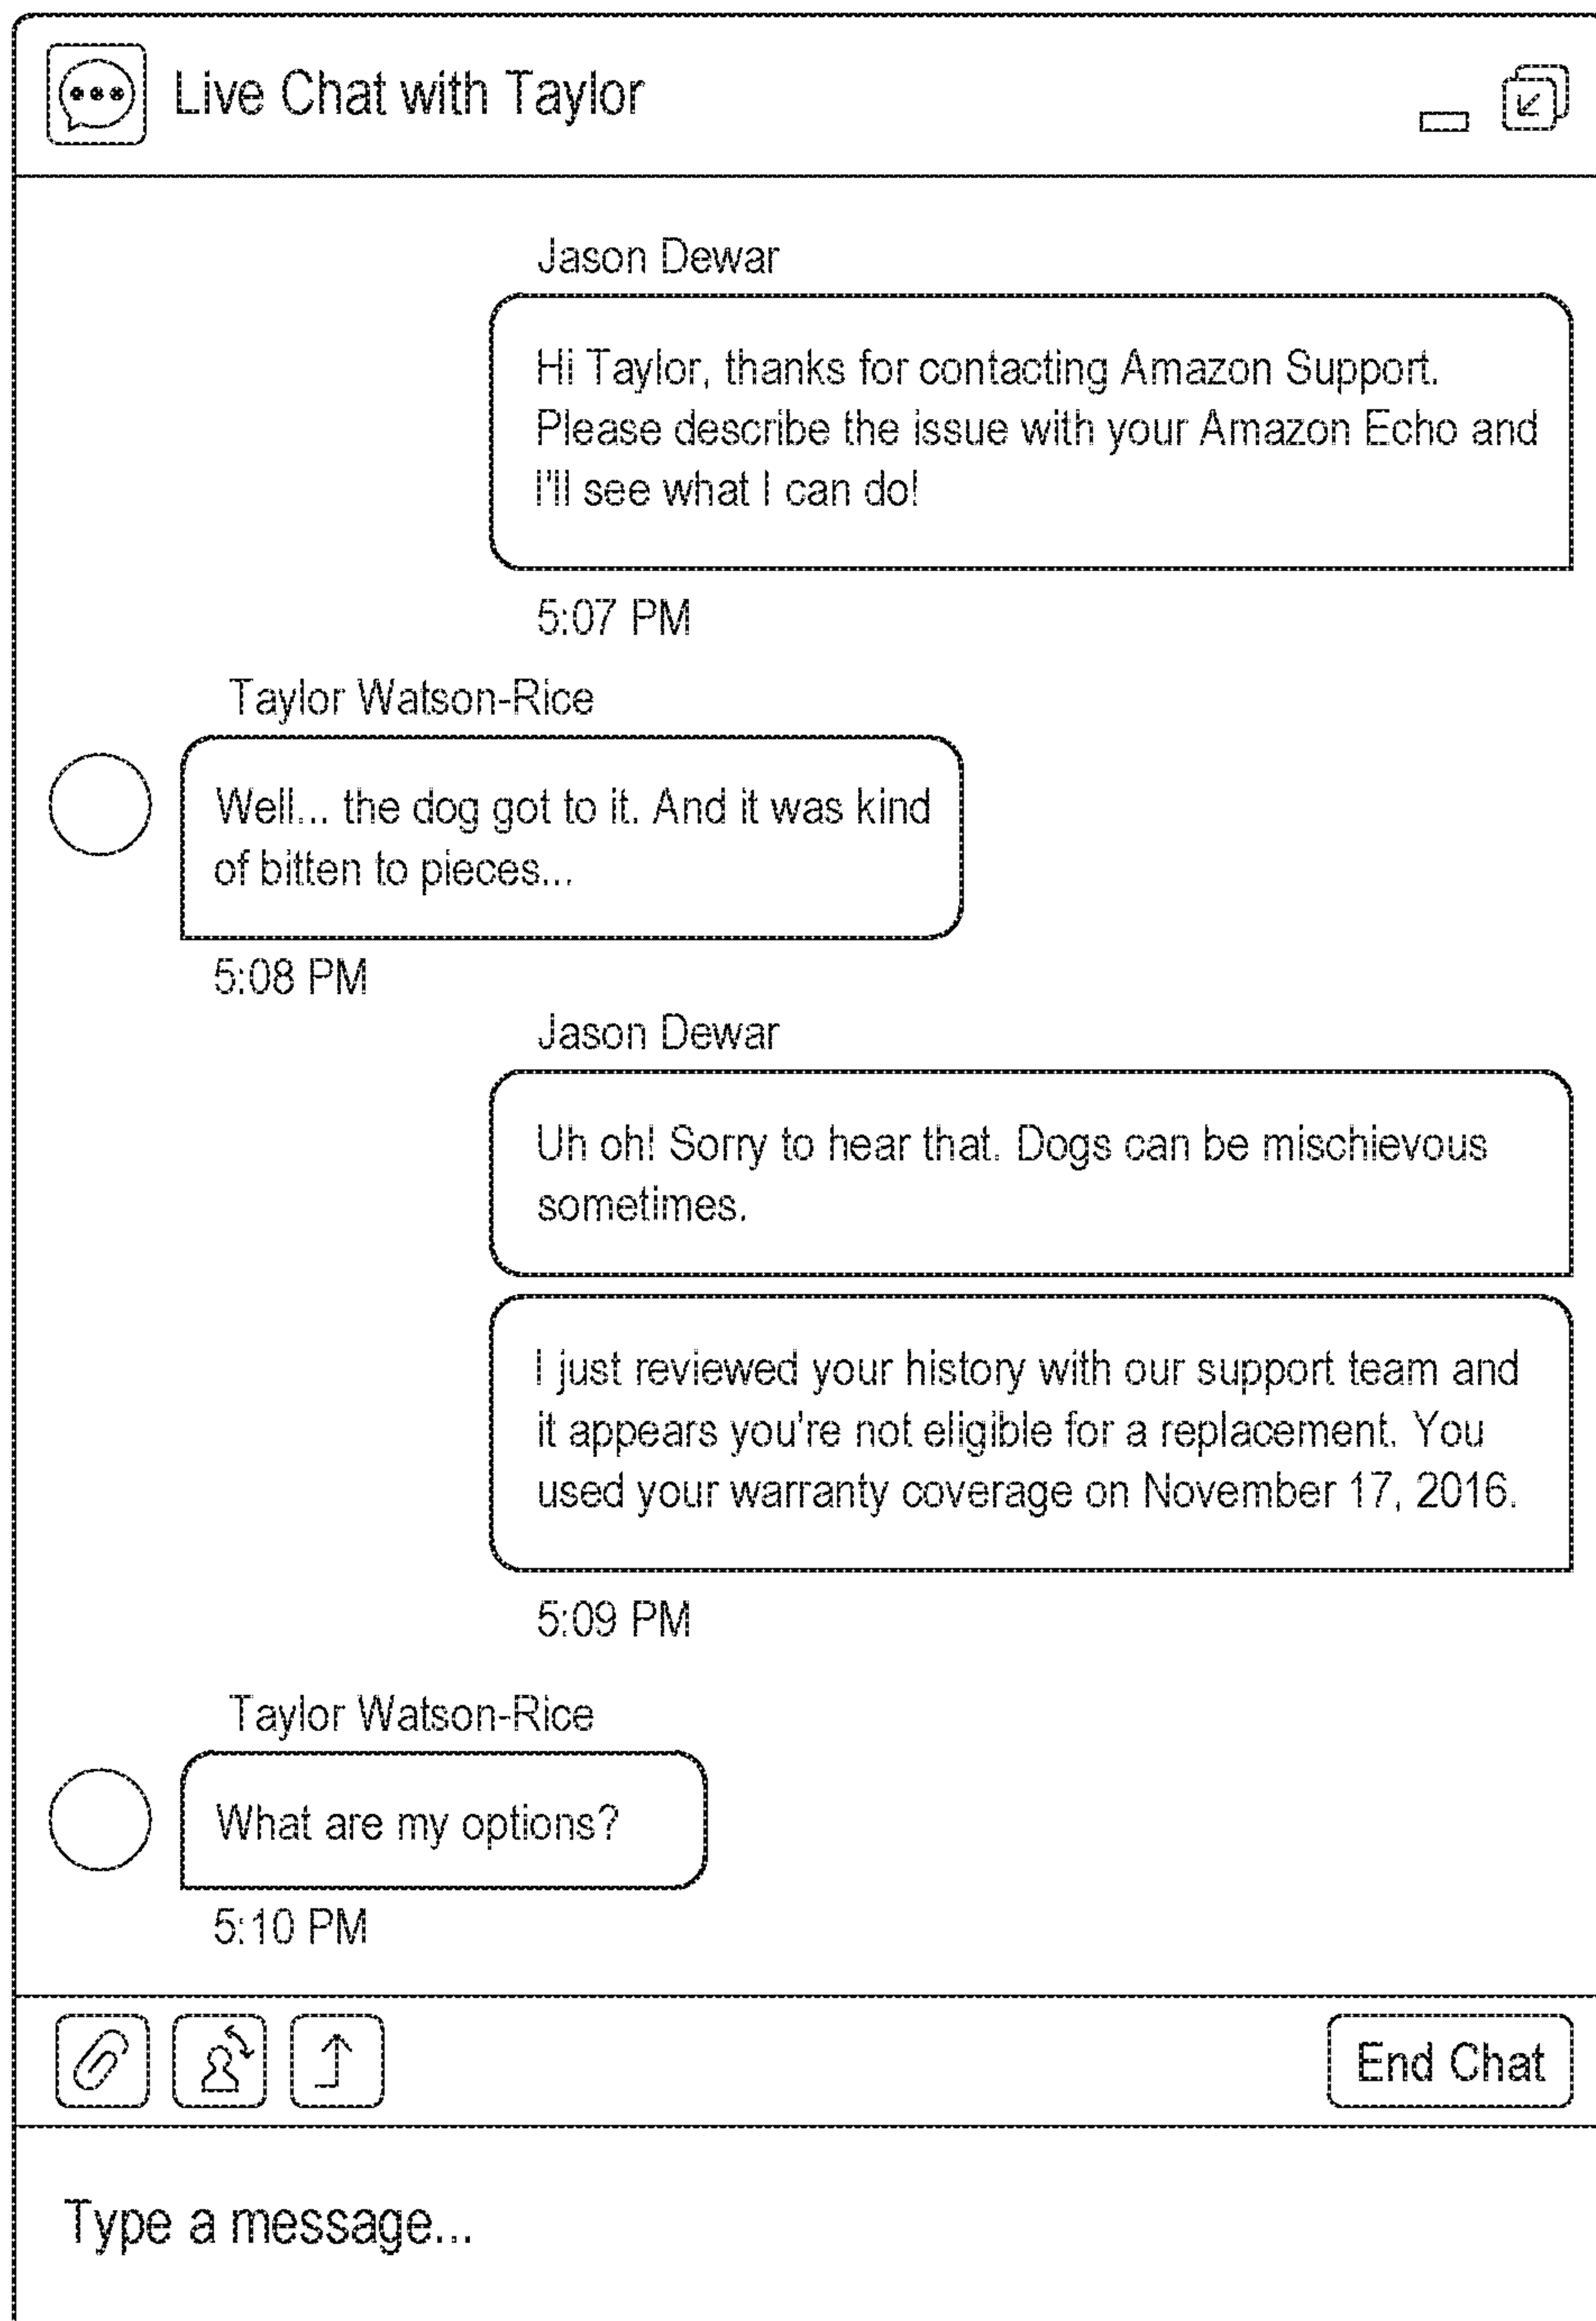 Live Chat with Taylor
Jason Dewar
Hi Taylor, thanks for contacting Amazon Support.
Please describe the issue with your Amazon Echo and
I'll see what I can do!
5:07 PM
Taylor Watson-Rice
Well... the dog got to it. And it was kind
of bitten to pieces...
5:08 PM
Jason Dewar
Uh oh! Sorry to hear that. Dogs can be mischievous
sometimes.
I just reviewed your history with our support team and
it appears you're not eligible for a replacement. You
used your warranty coverage on November 17, 2016.
5:09 PM
Taylor Watson-Rice
What are my options?
5:10 PM
End Chat
Type a message...